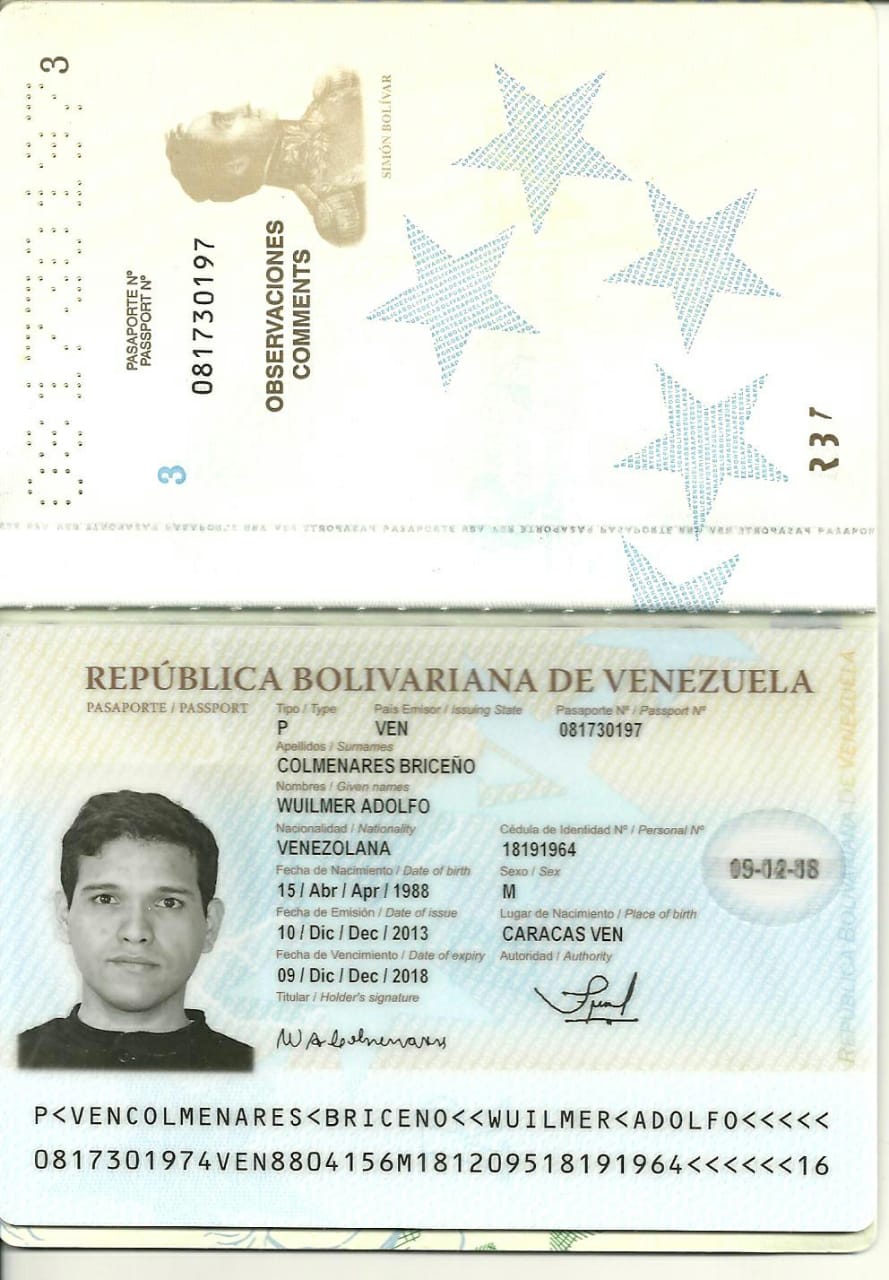 3
SIMÓN BOLÍVAR
PASAPORTE Nº
PASSPORT Nº
081730197
OBSERVACIONES
COMMENTS
3
R37
REPÚBLICA BOLIVARIANA DE VENEZUELA
PASAPORTE / PASSPORT
Tipo / Type País Emisor / Issuing State Pasaporte Nº / Passport Nº
P VEN 081730197
Apellidos / Surnames
COLMENARES BRICEÑO
Nombres / Given names
WUILMER ADOLFO
Nacionalidad / Nationality Cédula de Identidad Nº / Personal Nº
VENEZOLANA 18191964
Fecha de Nacimiento / Date of birth Sexo / Sex
15 / Abr / Apr / 1988 M
Fecha de Emisión / Date of issue Lugar de Nacimiento / Place of birth
10 / Dic / Dec / 2013 CARACAS VEN
Fecha de Vencimiento / Date of expiry Autoridad / Authority
09 / Dic / Dec / 2018
Titular / Holder's signature
W A Colmenares
09-12-18
REPÚBLICA BOLIVARIANA DE VENEZUELA
P<VENCOLMENARES<BRICENO<<WUILMER<ADOLFO<<<<<
0817301974VEN8804156M181209518191964<<<<<<16